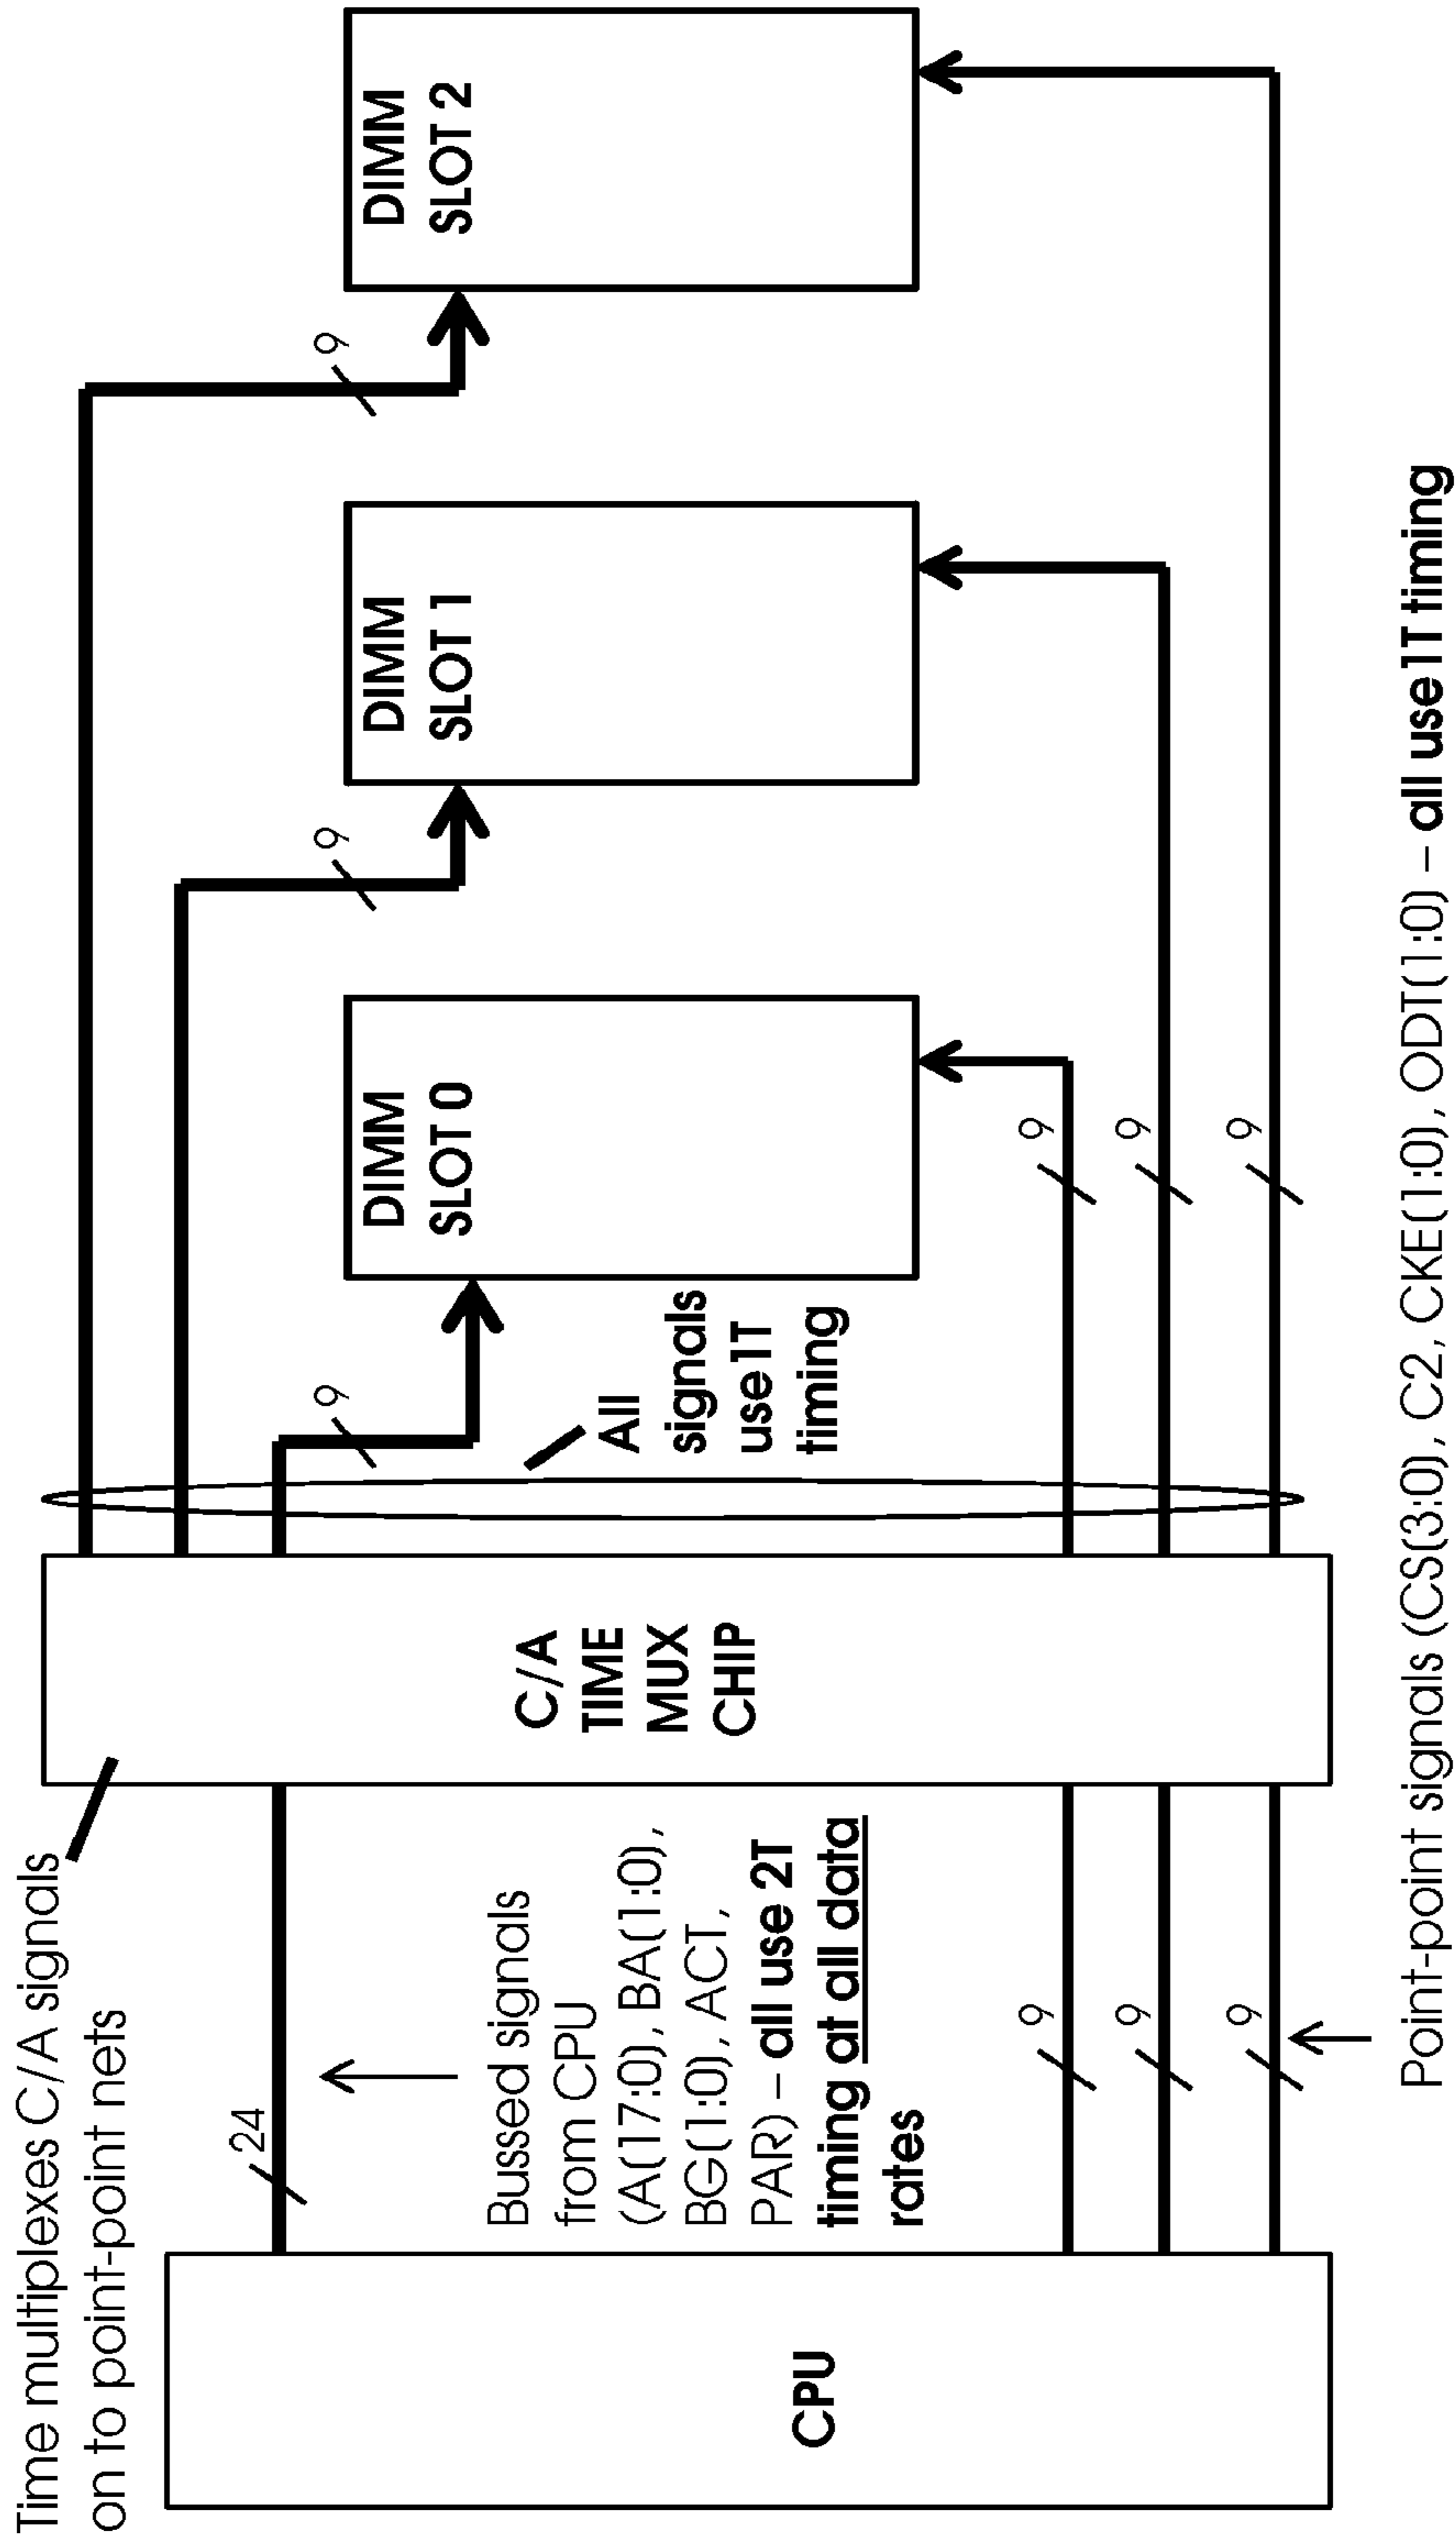 Time multiplexes C/A signals
on to point-point nets
24
Bussed signals
from CPU
(A(17:0), BA(1:0),
BG(1:0), ACT,
PAR) – all use 2T
timing at all data
rates
CPU
9
9
9
C/A
TIME
MUX
CHIP
All
signals
use 1T
timing
9
9
9
DIMM
SLOT 0
DIMM
SLOT 1
DIMM
SLOT 2
9
9
9
Point-point signals (CS(3:0), C2, CKE(1:0), ODT(1:0) – all use 1T timing